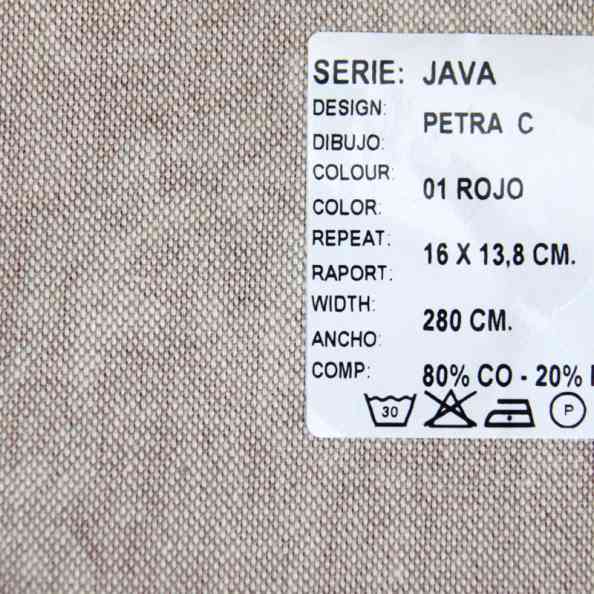 SERIE: JAVA
DESIGN:
PETRA C
DIBUJO:
COLOUR:
01 ROJO
COLOR:
REPEAT:
16 X 13,8 CM.
RAPORT:
WIDTH:
280 CM.
ANCHO:
COMP: 80% CO - 20%
30
P